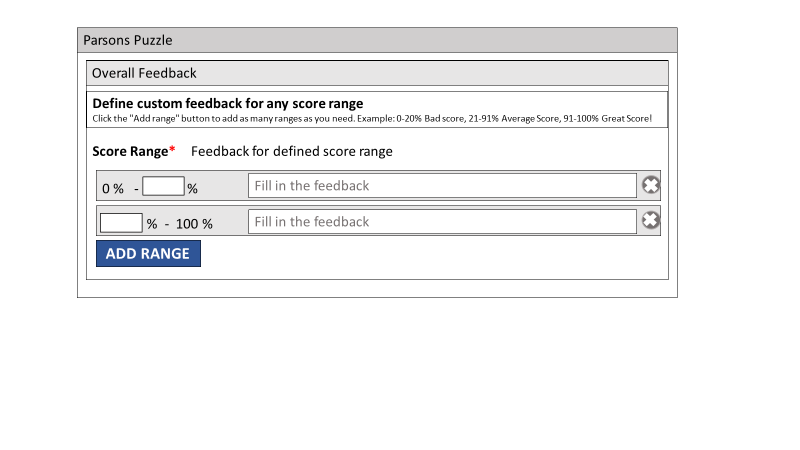 Parsons Puzzle
Overall Feedback
Define custom feedback for any score range
Click the "Add range" button to add as many ranges as you need. Example: 0-20% Bad score, 21-91% Average Score, 91-100% Great Score!
Score Range* Feedback for defined score range
0 % - % Fill in the feedback
% - 100 % Fill in the feedback
ADD RANGE